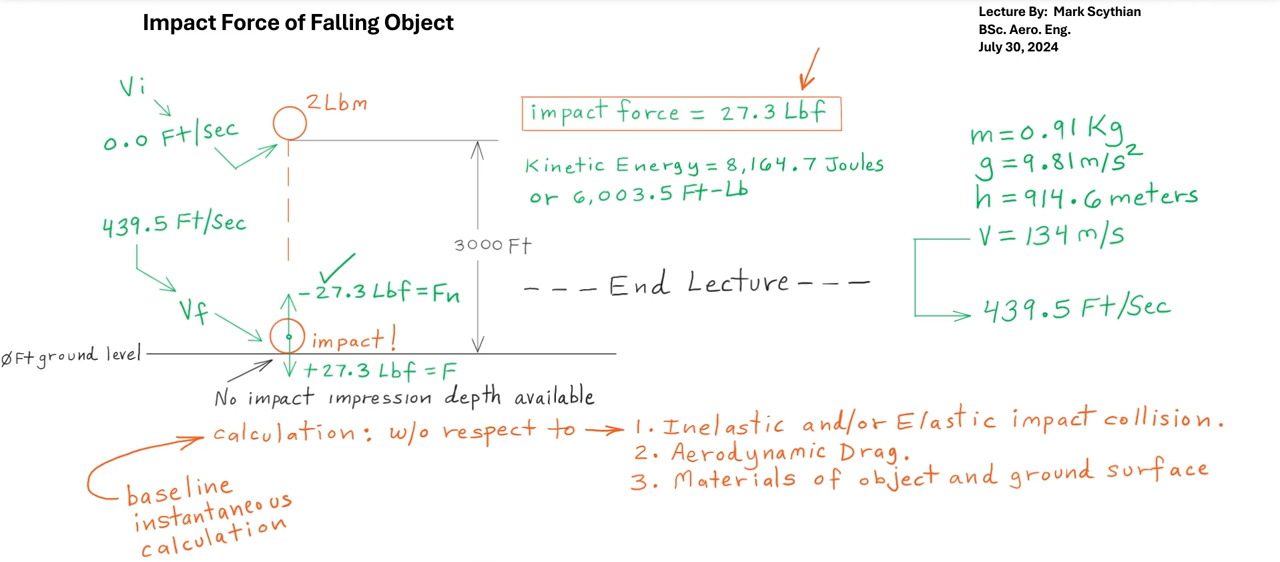 Impact Force of Falling Object
Lecture By: Mark Scythian
BSc. Aero. Eng.
July 30, 2024
Vi
0.0 Ft/sec
2Lbm
impact force = 27.3 Lbf
Kinetic Energy = 8,164.7 Joules
or 6,003.5 Ft-Lb
m=0.91 Kg
g=9.81m/s²
h=914.6 meters
V=134 m/s
439.5 Ft/Sec
439.5 Ft/Sec
3000 Ft
---End Lecture---
-27.3 Lbf=Fn
Vf
impact!
ØFt ground level
+27.3 Lbf=F
No impact impression depth available
calculation: w/o respect to → 1. Inelastic and/or Elastic impact collision.
2. Aerodynamic Drag.
3. Materials of object and ground surface
baseline
instantaneous
calculation